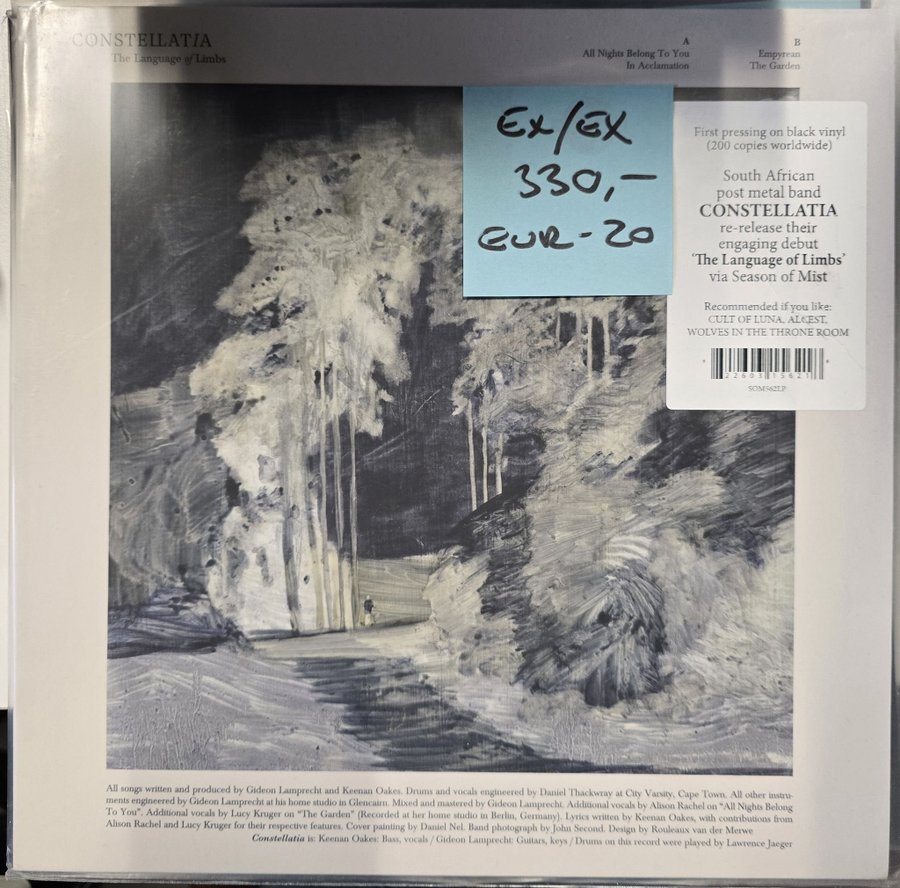 CONSTELLATIA
The Language of Limbs
A
All Nights Belong To You
In Acclamation
B
Empyrean
The Garden
EX/EX
330,-
EUR-20
First pressing on black vinyl
(200 copies worldwide)
South African
post metal band
CONSTELLATIA
re-release their
engaging debut
'The Language of Limbs'
via Season of Mist
Recommended if you like:
CULT OF LUNA, ALCEST,
WOLVES IN THE THRONE ROOM
22603 15621
SOM562LP
All songs written and produced by Gideon Lamprecht and Keenan Oakes. Drums and vocals engineered by Daniel Thackwray at City Varsity, Cape Town. All other instru-
ments engineered by Gideon Lamprecht at his home studio in Glencairn. Mixed and mastered by Gideon Lamprecht. Additional vocals by Alison Rachel on "All Nights Belong
To You". Additional vocals by Lucy Kruger on "The Garden" (Recorded at her home studio in Berlin, Germany). Lyrics written by Keenan Oakes, with contributions from
Alison Rachel and Lucy Kruger for their respective features. Cover painting by Daniel Nel. Band photograph by John Second. Design by Rouleaux van der Merwe
Constellatia is: Keenan Oakes: Bass, vocals / Gideon Lamprecht: Guitars, keys / Drums on this record were played by Lawrence Jaeger